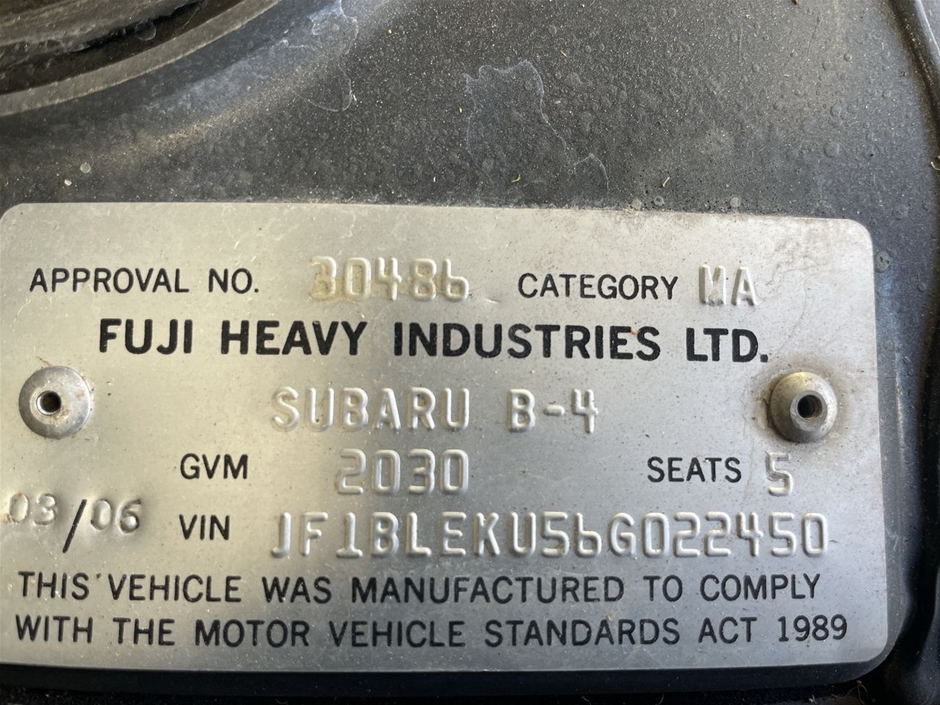 APPROVAL NO. 30486 CATEGORY MA
FUJI HEAVY INDUSTRIES LTD.
SUBARU B-4
GVM 2030 SEATS 5
03/06 VIN JF1BLEKU56G022450
THIS VEHICLE WAS MANUFACTURED TO COMPLY
WITH THE MOTOR VEHICLE STANDARDS ACT 1989